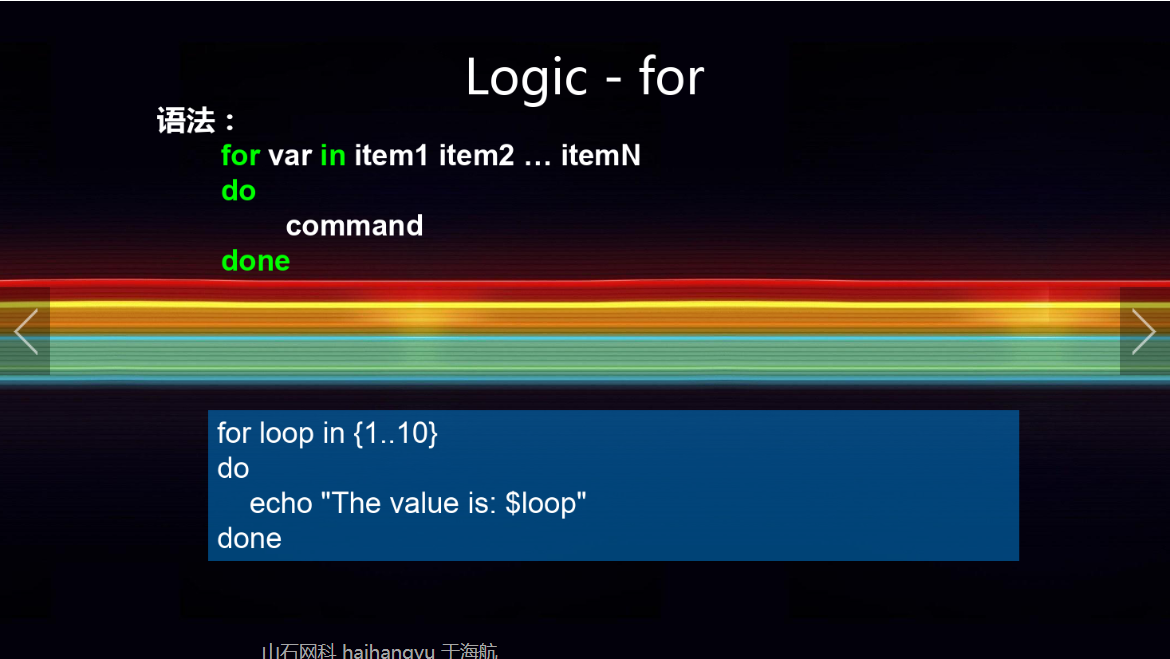 Logic - for
语法：
for var in item1 item2 … itemN
do
command
done
for loop in {1..10}
do
echo "The value is: $loop"
done
山石网科 haihangyu 于海航